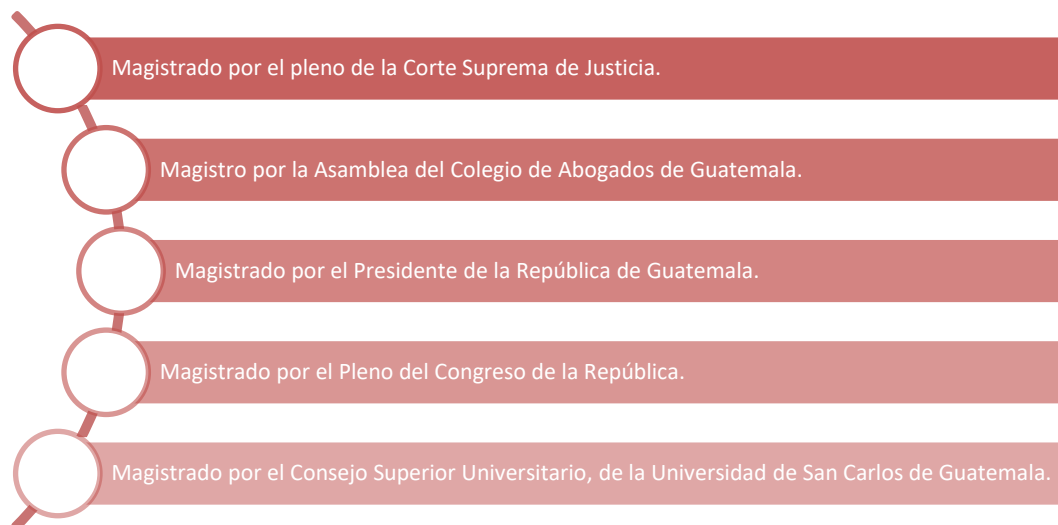 Magistrado por el pleno de la Corte Suprema de Justicia.
Magistro por la Asamblea del Colegio de Abogados de Guatemala.
Magistrado por el Presidente de la República de Guatemala.
Magistrado por el Pleno del Congreso de la República.
Magistrado por el Consejo Superior Universitario, de la Universidad de San Carlos de Guatemala.